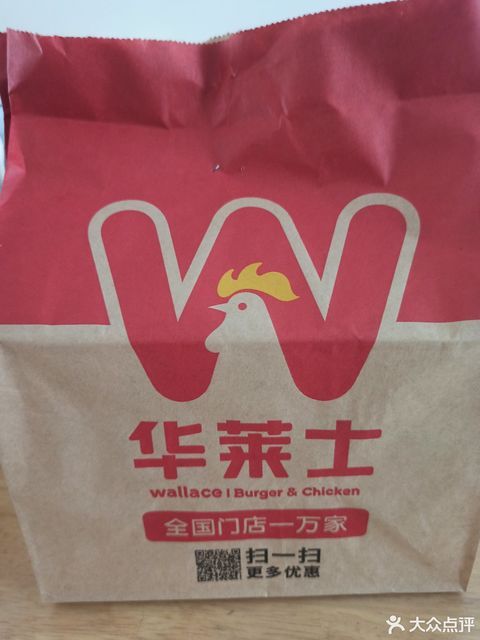 W
华莱士
wallace | Burger & Chicken
全国门店一万家
扫一扫
更多优惠
大众点评